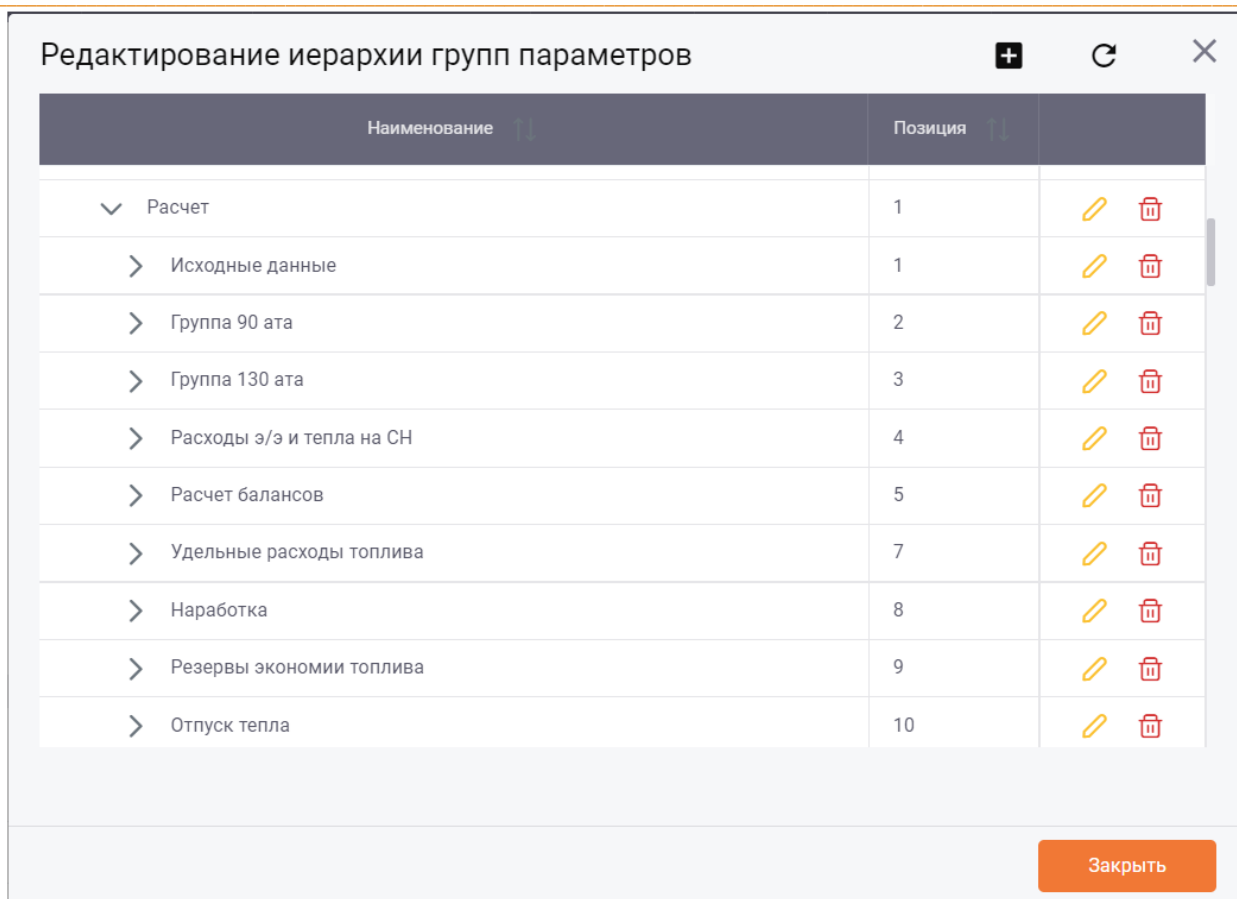 Редактирование иерархии групп параметров
Наименование Позиция
Расчет 1
Исходные данные 1
Группа 90 ата 2
Группа 130 ата 3
Расходы э/э и тепла на СН 4
Расчет балансов 5
Удельные расходы топлива 7
Наработка 8
Резервы экономии топлива 9
Отпуск тепла 10
Закрыть